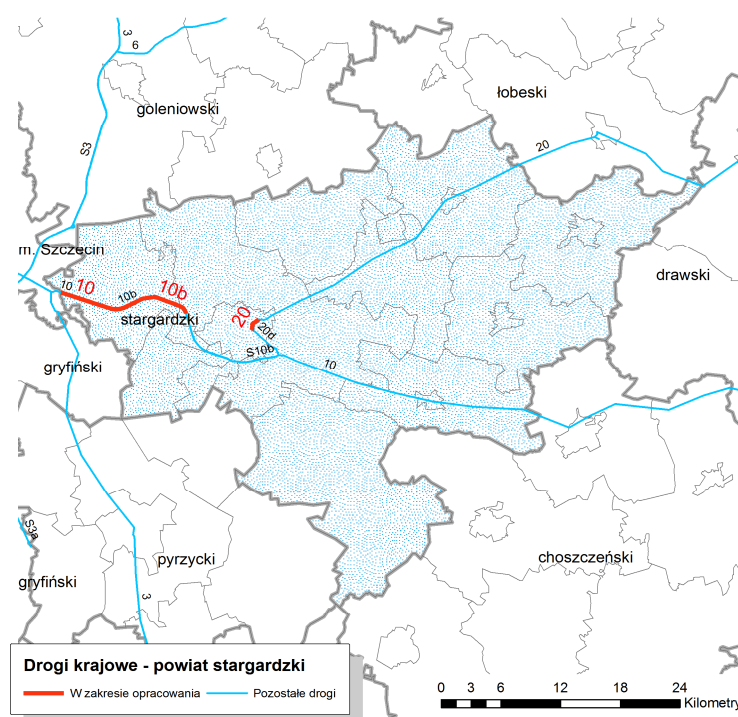 3
6
łobeski
goleniowski
S3
20
m. Szczecin
drawski
10
10
10b
10b
20
stargardzki
20d
S10b
10
gryfiński
S3a
choszczeński
pyrzycki
gryfiński
3
Drogi krajowe - powiat stargardzki
W zakresie opracowania
Pozostałe drogi
0 3 6 12 18 24
Kilometry